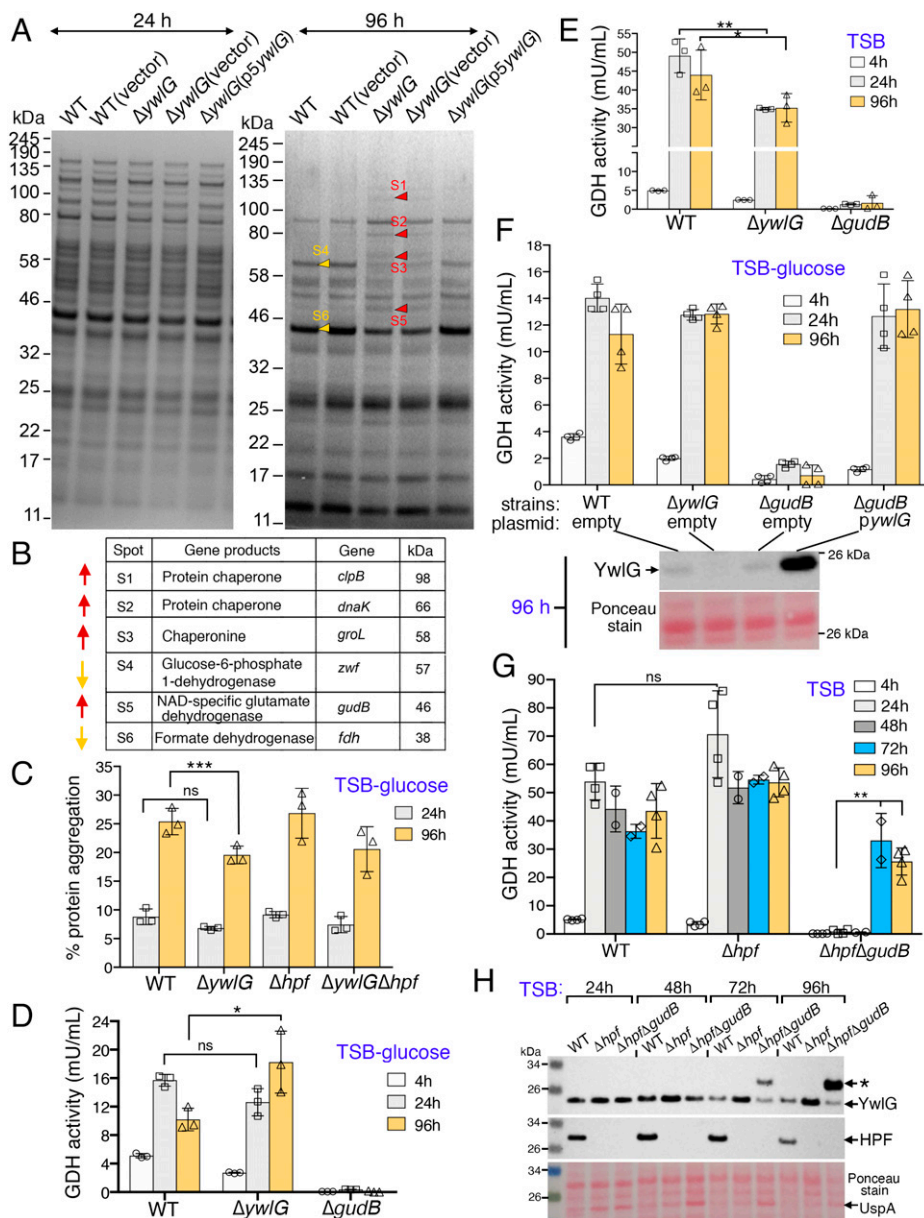 A
24 h
96 h
WT
WT(vector)
ΔywlG
ΔywlG(vector)
ΔywlG(p5ywlG)
WT
WT(vector)
ΔywlG
ΔywlG(vector)
ΔywlG(p5ywlG)
kDa
245
190
135
100
80
58
46
32
25
22
17
11
kDa
245
190
135
100
80
58
46
32
25
22
17
11
S1
S2
S4
S3
S6
S5
B
Spot Gene products Gene kDa
S1 Protein chaperone clpB 98
S2 Protein chaperone dnaK 66
S3 Chaperonine groL 58
S4 Glucose-6-phosphate 1-dehydrogenase zwf 57
S5 NAD-specific glutamate dehydrogenase gudB 46
S6 Formate dehydrogenase fdh 38
C
% protein aggregation
35
30
25
20
15
10
5
0
***
ns
TSB-glucose
24h
96h
WT ΔywlG Δhpf ΔywlGΔhpf
D
GDH activity (mU/mL)
24
20
16
12
8
4
0
*
ns
TSB-glucose
4h
24h
96h
WT ΔywlG ΔgudB
E
GDH activity (mU/mL)
55
50
45
40
35
5
0
**
*
TSB
4h
24h
96h
WT ΔywlG ΔgudB
F
GDH activity (mU/mL)
16
14
12
10
8
6
4
2
0
TSB-glucose
4h
24h
96h
strains: WT ΔywlG ΔgudB ΔgudB
plasmid: empty empty empty pywlG
96 h
YwlG
26 kDa
Ponceau
stain
26 kDa
G
GDH activity (mU/mL)
100
80
60
40
20
0
ns
**
TSB
4h
24h
48h
72h
96h
WT Δhpf ΔhpfΔgudB
H
TSB: 24h 48h 72h 96h
WT
Δhpf
ΔhpfΔgudB
WT
Δhpf
ΔhpfΔgudB
WT
Δhpf
ΔhpfΔgudB
WT
Δhpf
ΔhpfΔgudB
kDa
34
26
*
YwlG
34
26
HPF
34
26
Ponceau
stain
UspA